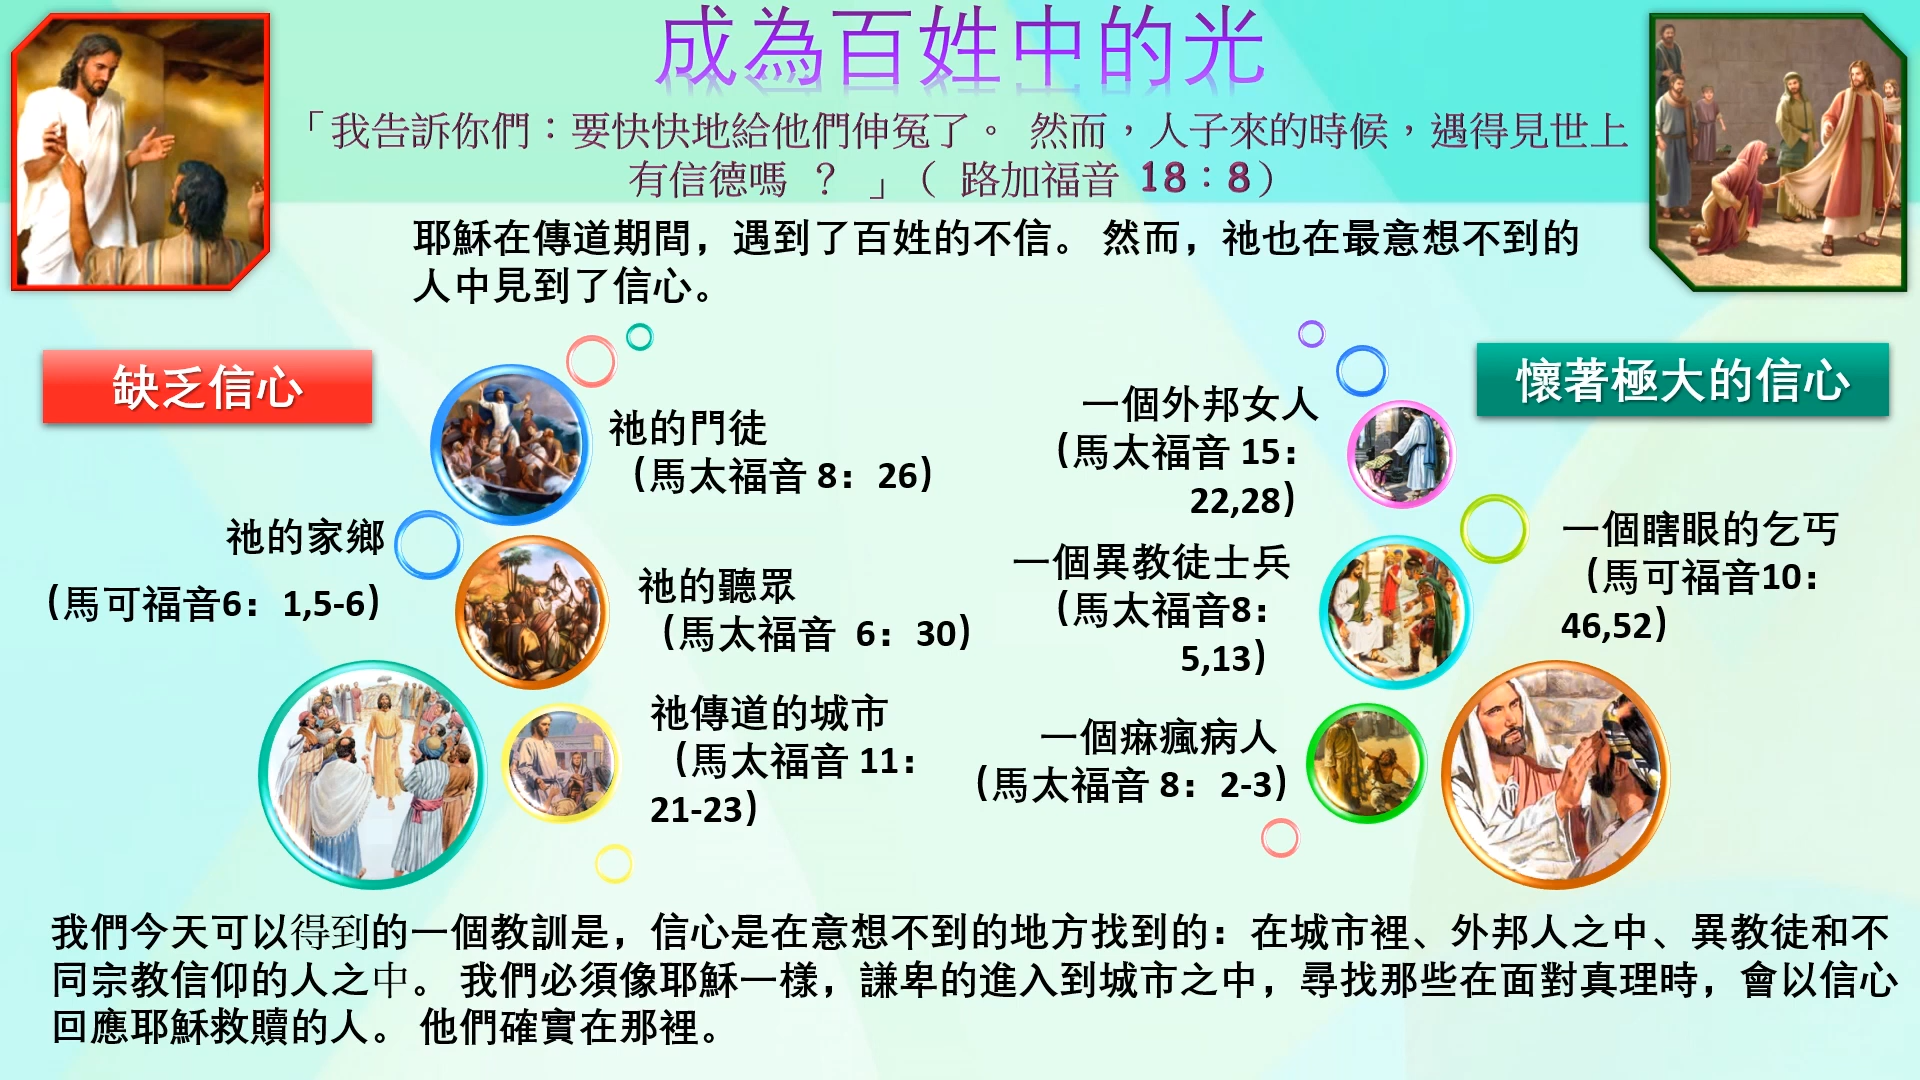 成為百姓中的光
「我告訴你們：要快快地給他們伸冤了。 然而，人子來的時候，遇得見世上
有信德嗎 ？ 」（ 路加福音 18：8）
耶穌在傳道期間，遇到了百姓的不信。 然而，祂也在最意想不到的
人中見到了信心。
缺乏信心
祂的門徒
（馬太福音 8：26）
祂的家鄉
（馬可福音6：1,5-6）
祂的聽眾
（馬太福音 6：30）
祂傳道的城市
（馬太福音 11：
21-23）
懷著極大的信心
一個外邦女人
（馬太福音 15：
22,28）
一個瞎眼的乞丐
（馬可福音10：
46,52）
一個異教徒士兵
（馬太福音8：
5,13）
一個痲瘋病人
（馬太福音 8：2-3）
我們今天可以得到的一個教訓是，信心是在意想不到的地方找到的：在城市裡、外邦人之中、異教徒和不
同宗教信仰的人之中。 我們必須像耶穌一樣，謙卑的進入到城市之中，尋找那些在面對真理時，會以信心
回應耶穌救贖的人。 他們確實在那裡。